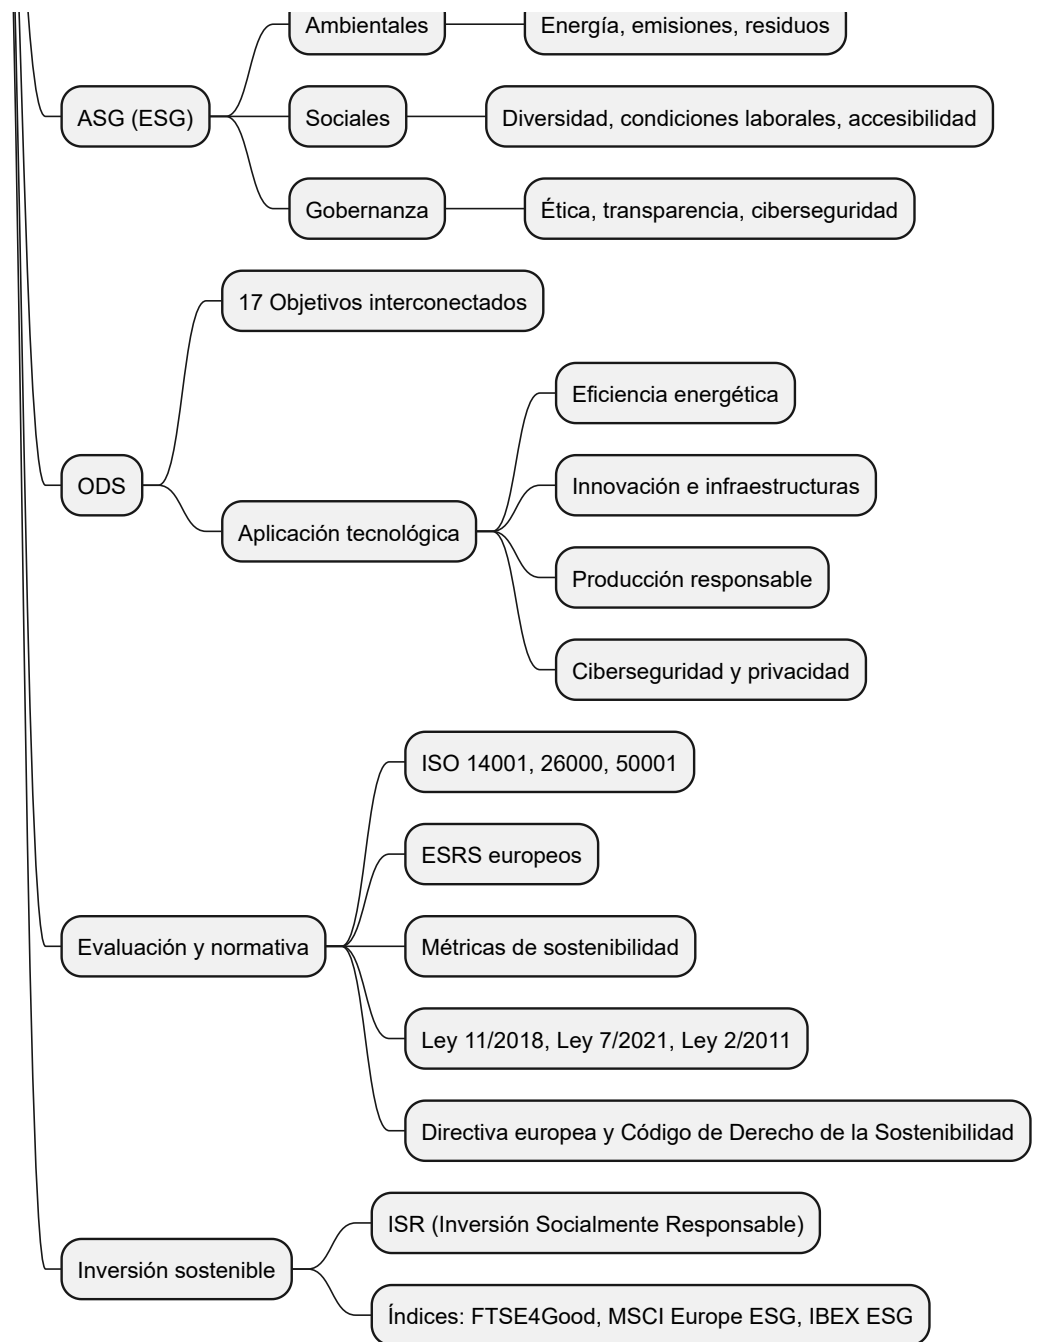 Ambientales
Energía, emisiones, residuos
ASG (ESG)
Sociales
Diversidad, condiciones laborales, accesibilidad
Gobernanza
Ética, transparencia, ciberseguridad
17 Objetivos interconectados
Eficiencia energética
ODS
Innovación e infraestructuras
Aplicación tecnológica
Producción responsable
Ciberseguridad y privacidad
ISO 14001, 26000, 50001
ESRS europeos
Evaluación y normativa
Métricas de sostenibilidad
Ley 11/2018, Ley 7/2021, Ley 2/2011
Directiva europea y Código de Derecho de la Sostenibilidad
ISR (Inversión Socialmente Responsable)
Inversión sostenible
Índices: FTSE4Good, MSCI Europe ESG, IBEX ESG